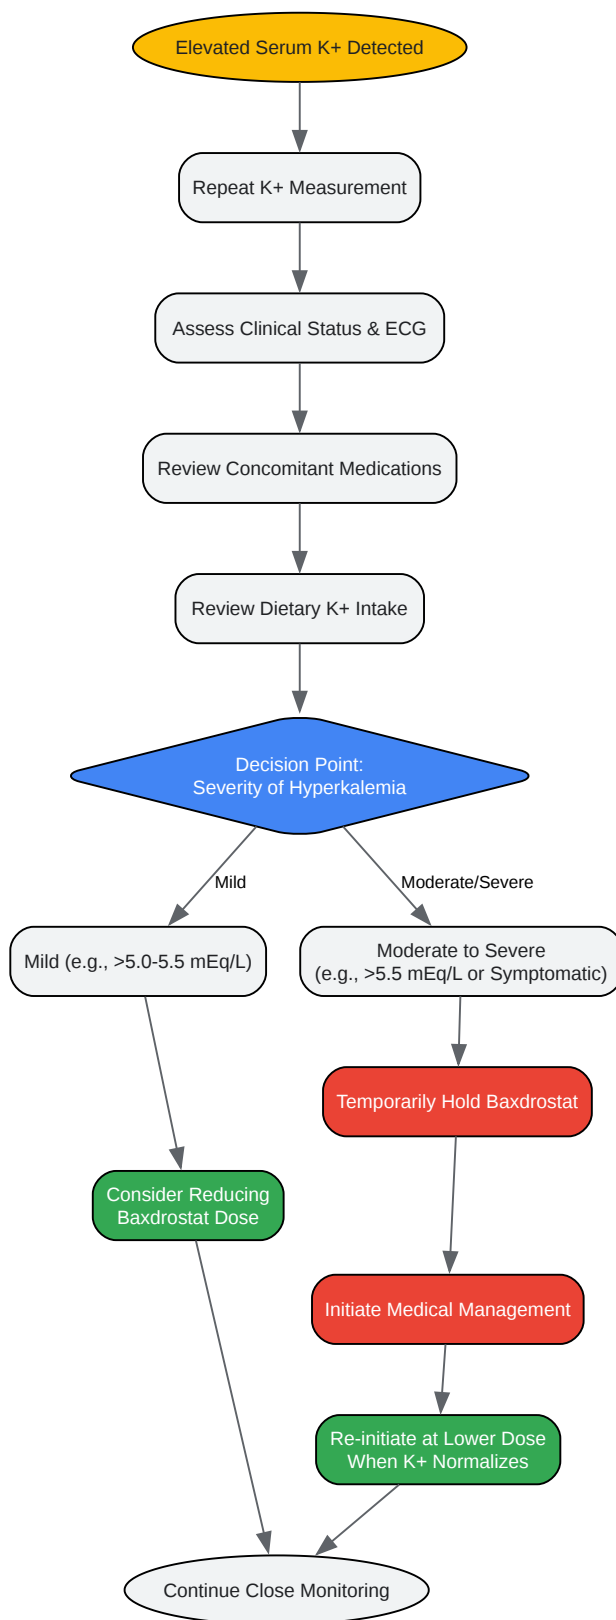 Elevated Serum K+ Detected
Repeat K+ Measurement
Assess Clinical Status & ECG
Review Concomitant Medications
Review Dietary K+ Intake
Decision Point:
Severity of Hyperkalemia
Mild
Moderate/Severe
Mild (e.g., >5.0-5.5 mEq/L)
Moderate to Severe
(e.g., >5.5 mEq/L or Symptomatic)
Temporarily Hold Baxdrostat
Consider Reducing
Baxdrostat Dose
Initiate Medical Management
Re-initiate at Lower Dose
When K+ Normalizes
Continue Close Monitoring